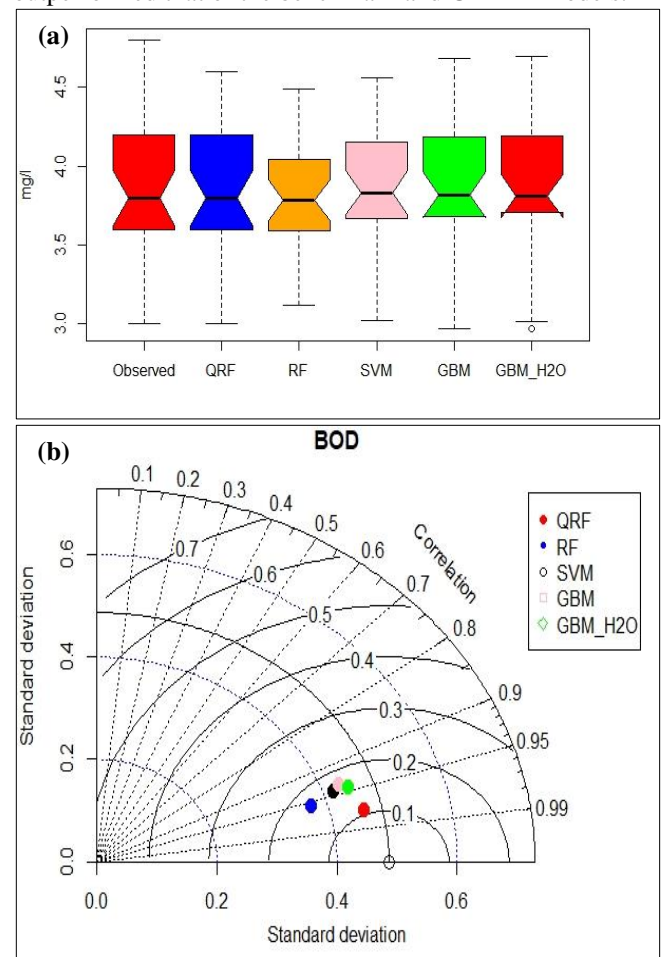 (a)
mg/l
4.5
4.0
3.5
3.0
Observed QRF RF SVM GBM GBM_H2O
(b)
BOD
0.1 0.2 0.3 0.4 0.5 0.6 0.7 0.8 0.9 0.95 0.99
Correlation
QRF
RF
SVM
GBM
GBM_H2O
0.7
0.6
0.5
0.4
0.3
0.2
0.1
Standard deviation
0.6
0.4
0.2
0.0
0.0 0.2 0.4 0.6
Standard deviation